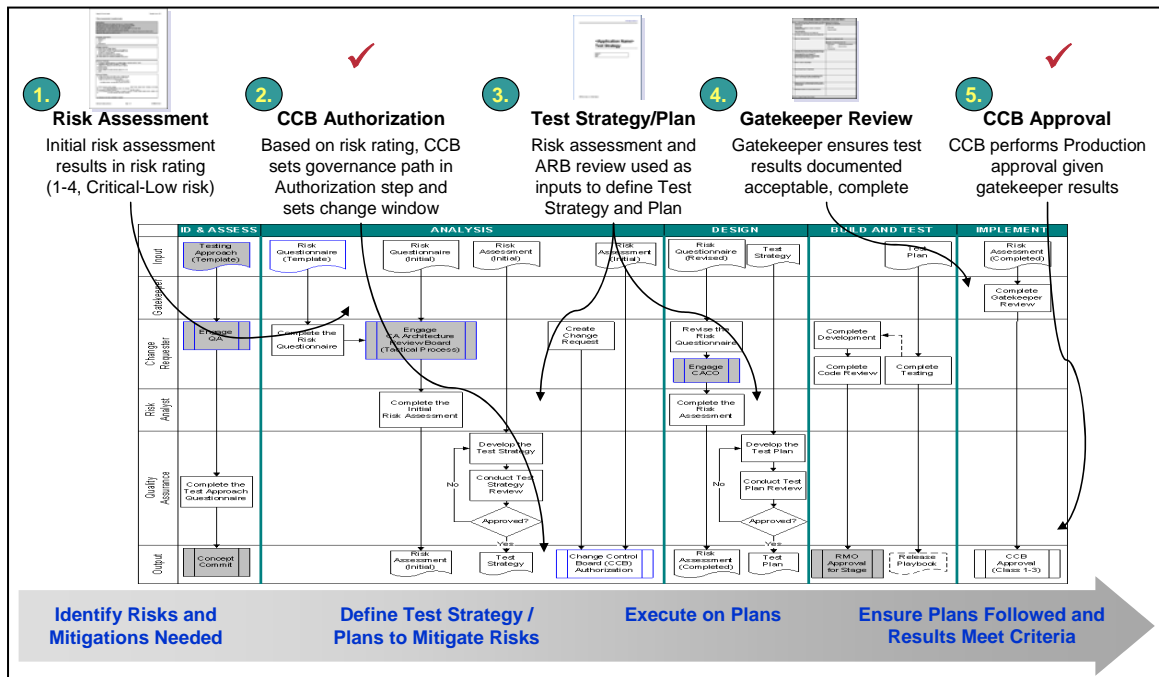 <Application Name>
Test Strategy
1.
2.
3.
4.
5.
Risk Assessment
Initial risk assessment
results in risk rating
(1-4, Critical-Low risk)
CCB Authorization
Based on risk rating, CCB
sets governance path in
Authorization step and
sets change window
Test Strategy/Plan
Risk assessment and
ARB review used as
inputs to define Test
Strategy and Plan
Gatekeeper Review
Gatekeeper ensures test
results documented
acceptable, complete
CCB Approval
CCB performs Production
approval given
gatekeeper results
ID & ASSESS
ANALYSIS
DESIGN
BUILD AND TEST
IMPLEMENT
Input
Testing
Approach
(Template)
Risk
Questionnaire
(Template)
Risk
Questionnaire
(Initial)
Risk
Assessment
(Initial)
Risk
Assessment
(Initial)
Risk
Questionnaire
(Revised)
Test
Strategy
Test
Plan
Risk
Assessment
(Completed)
Gatekeeper
Complete
Gatekeeper
Review
Change
Requester
Engage
QA
Complete the
Risk
Questionnaire
Engage
CA Architecture
Review Board
(Tactical Process)
Create
Change
Request
Revise the
Risk
Questionnaire
Engage
CACO
Complete
Development
Complete
Code Review
Complete
Testing
Risk
Analyst
Complete the
Initial
Risk Assessment
Complete the
Risk
Assessment
Quality
Assurance
Complete the
Test Approach
Questionnaire
Develop the
Test Strategy
Conduct Test
Strategy
Review
No
Approved?
Yes
Develop the
Test Plan
Conduct Test
Plan Review
No
Approved?
Yes
Output
Concept
Commit
Risk
Assessment
(Initial)
Test
Strategy
Change Control
Board (CCB)
Authorization
Risk
Assessment
(Completed)
Test
Plan
RMO
Approval
for Stage
Release
Playbook
CCB
Approval
(Class 1-3)
Identify Risks and
Mitigations Needed
Define Test Strategy /
Plans to Mitigate Risks
Execute on Plans
Ensure Plans Followed and
Results Meet Criteria